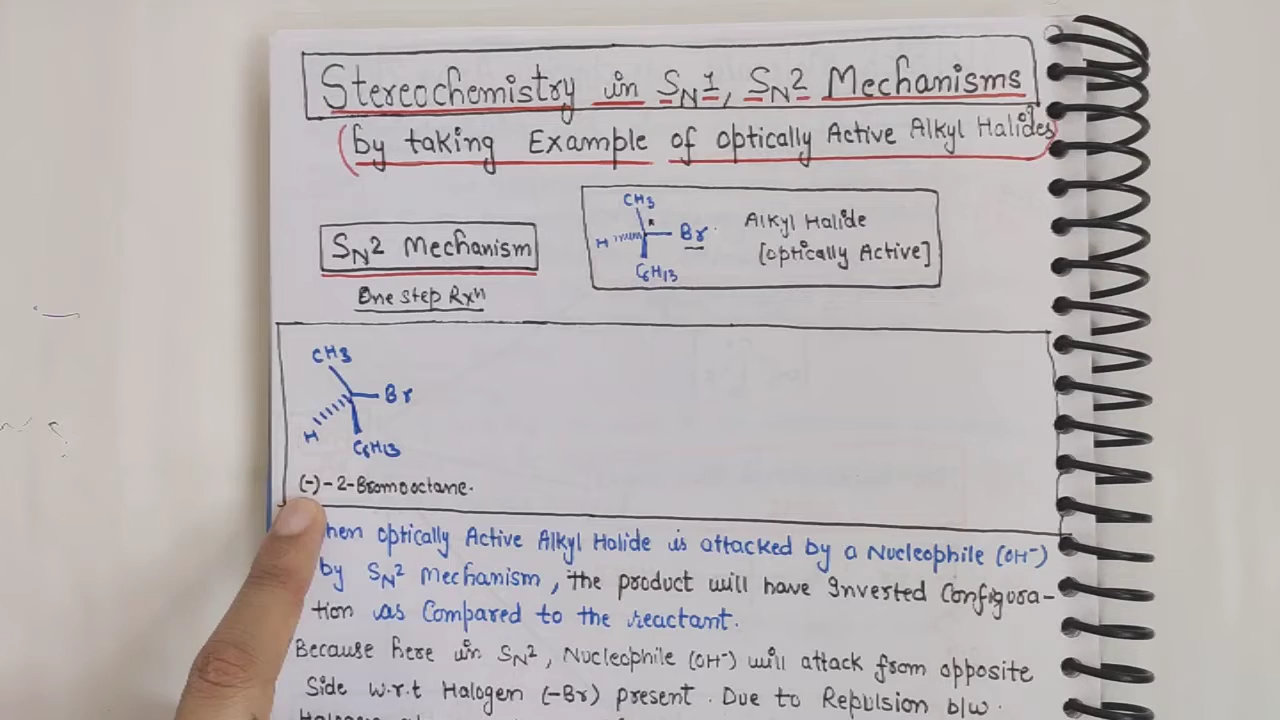 Stereochemistry in SN1, SN2 Mechanisms
(by taking Example of optically Active Alkyl Halides)
CH3
H
Br
C6H13
Alkyl Halide
[optically Active]
SN2 Mechanism
One Step Rxn
CH3
Br
H
C6H13
(-)-2-Bromooctane.
hen optically Active Alkyl Halide is attacked by a Nucleophile (OH-)
by SN2 Mechanism, the product will have Inverted Configura-
tion as Compared to the reactant.
Because here in SN2, Nucleophile (OH-) will attack from opposite
Side w.r.t Halogen (-Br) present. Due to Repulsion b/w.